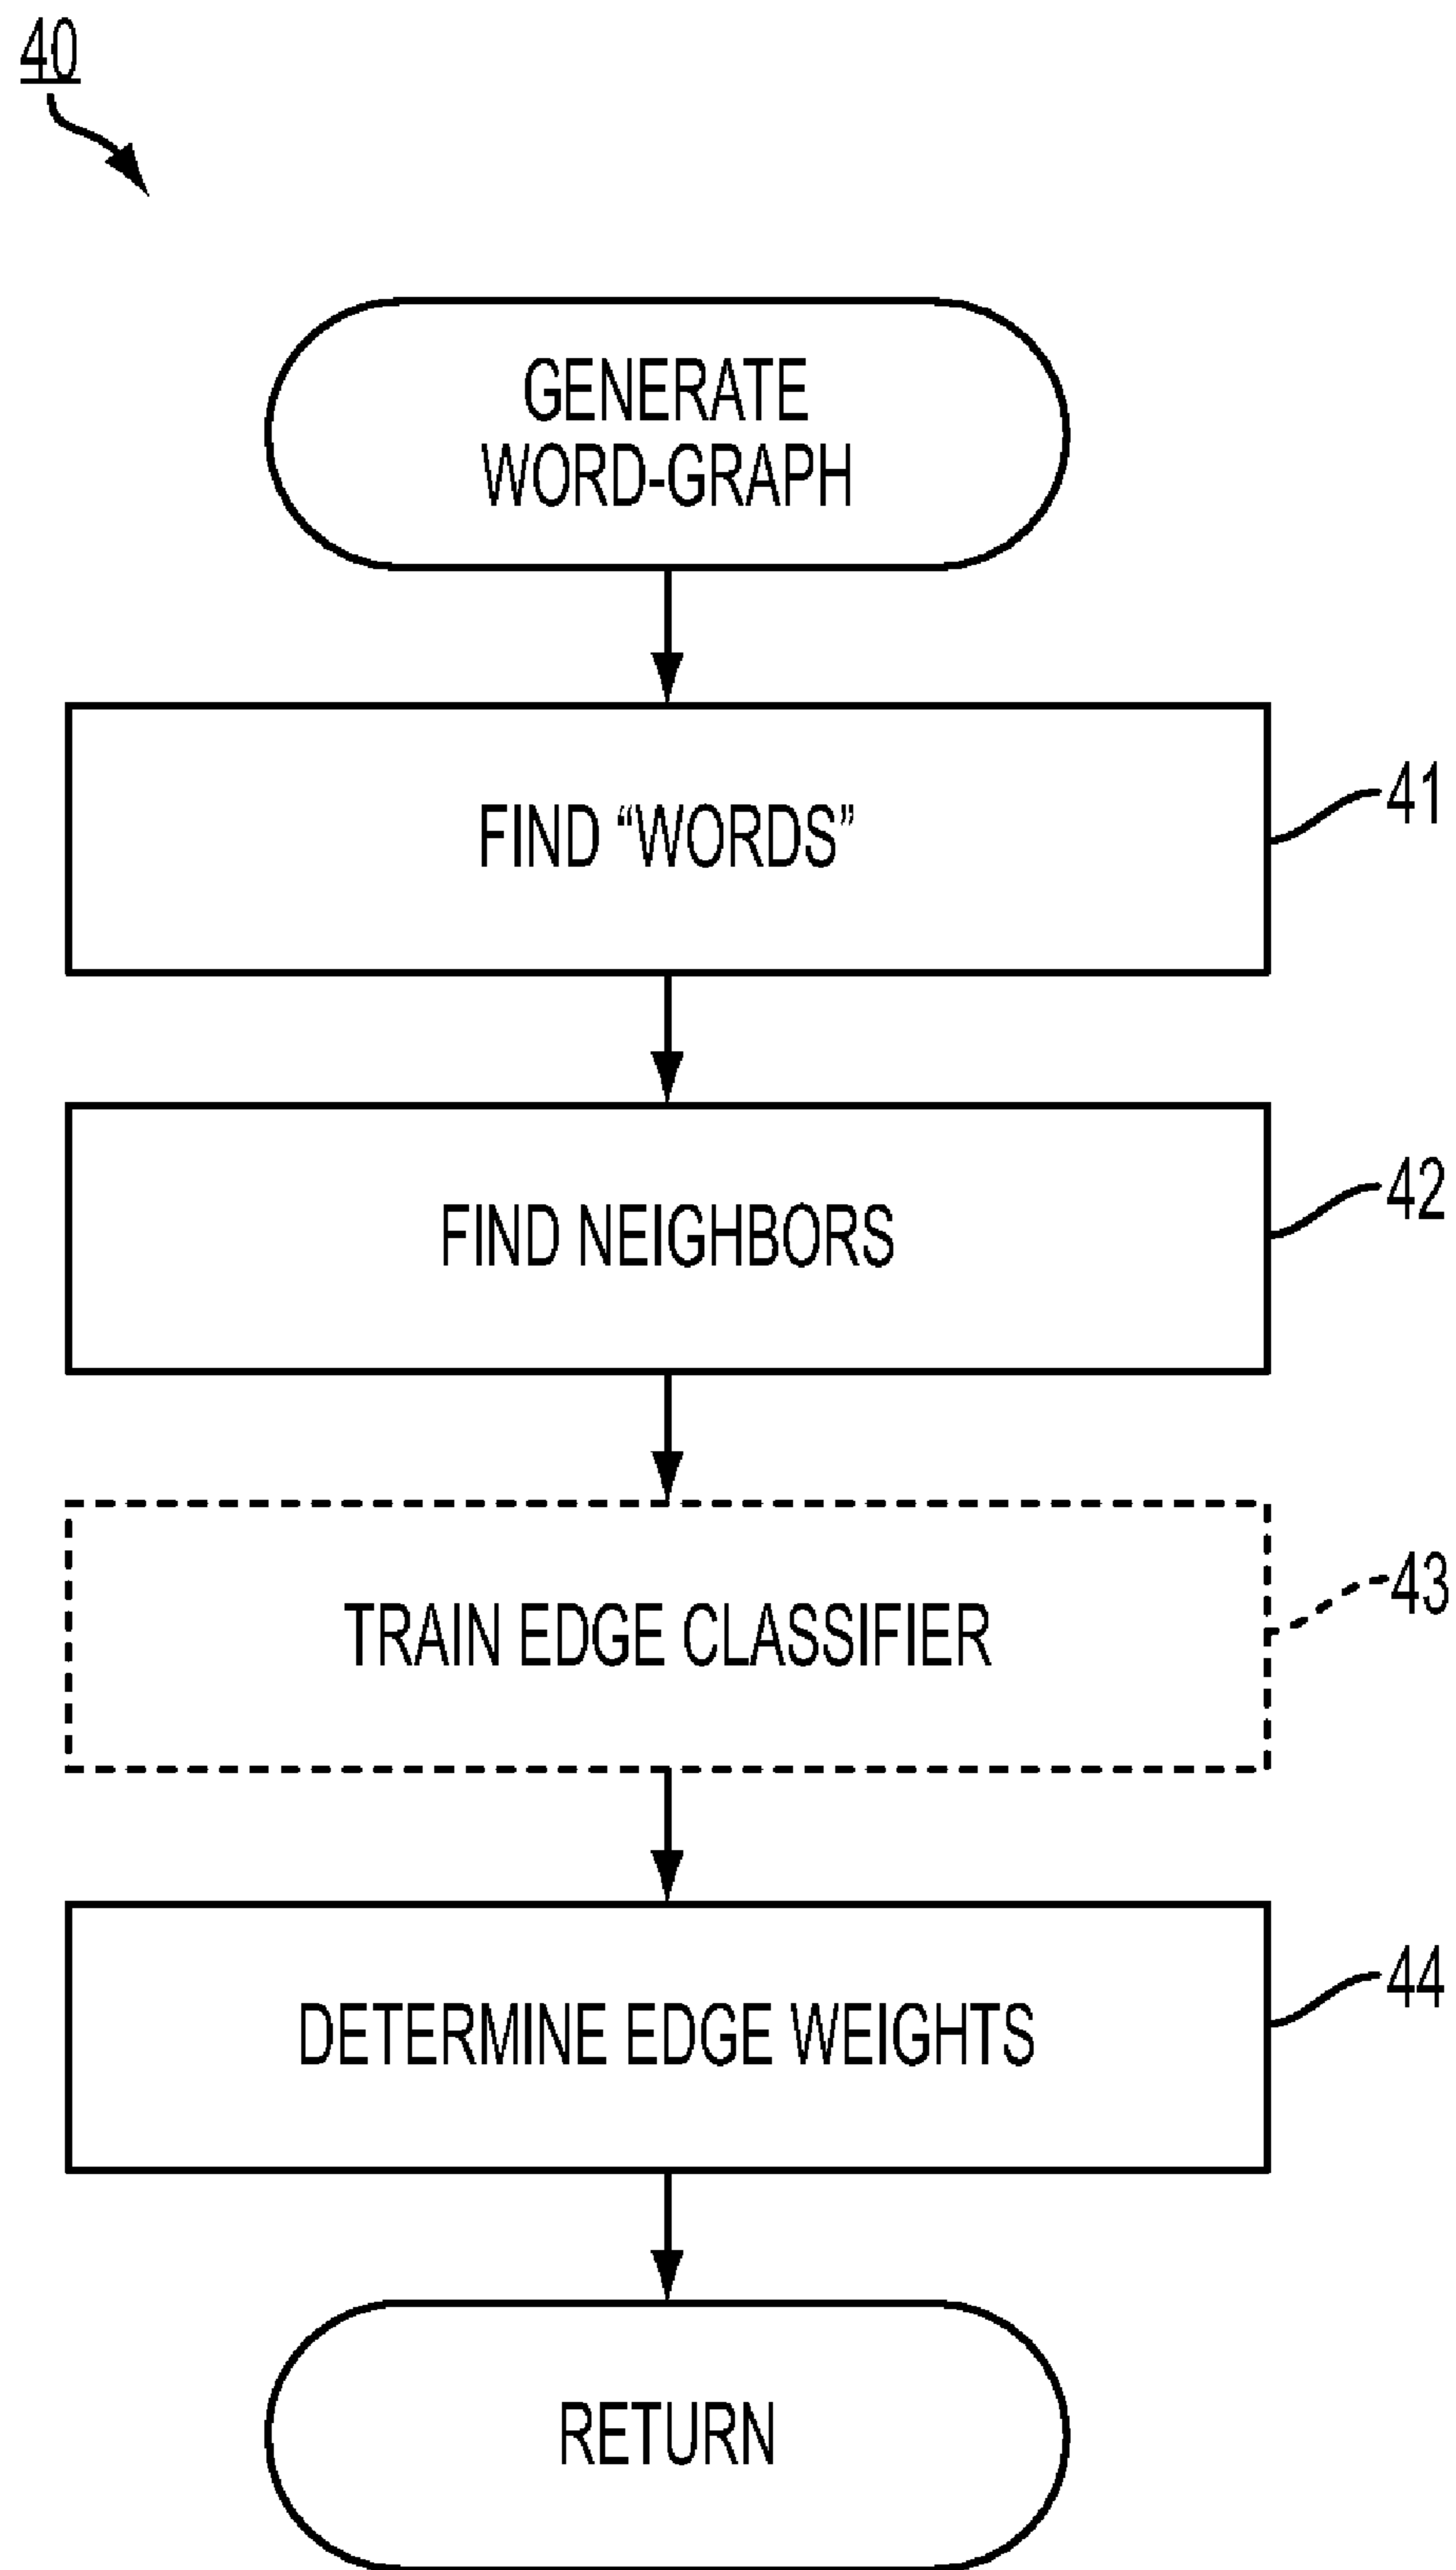 40
GENERATE
WORD-GRAPH
FIND “WORDS”
41
FIND NEIGHBORS
42
TRAIN EDGE CLASSIFIER
43
DETERMINE EDGE WEIGHTS
44
RETURN